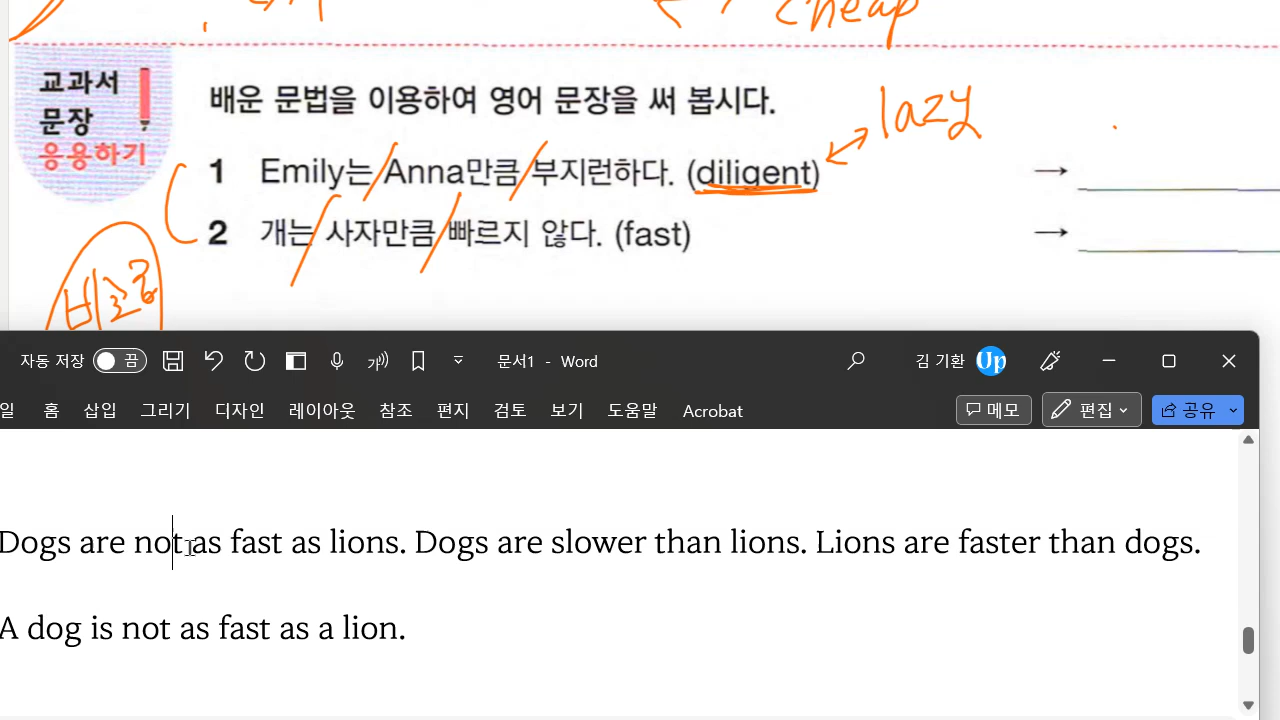 cheap
교과서
문장
응용하기
배운 문법을 이용하여 영어 문장을 써 봅시다.
lazy
1 Emily는 Anna만큼 부지런하다. (diligent) →
2 개는 사자만큼 빠르지 않다. (fast) →
비교급
자동 저장 끔 가)) 문서1 - Word 김 기환 Up
일 홈 삽입 그리기 디자인 레이아웃 참조 편지 검토 보기 도움말 Acrobat 메모 편집 공유
Dogs are not as fast as lions. Dogs are slower than lions. Lions are faster than dogs.
A dog is not as fast as a lion.